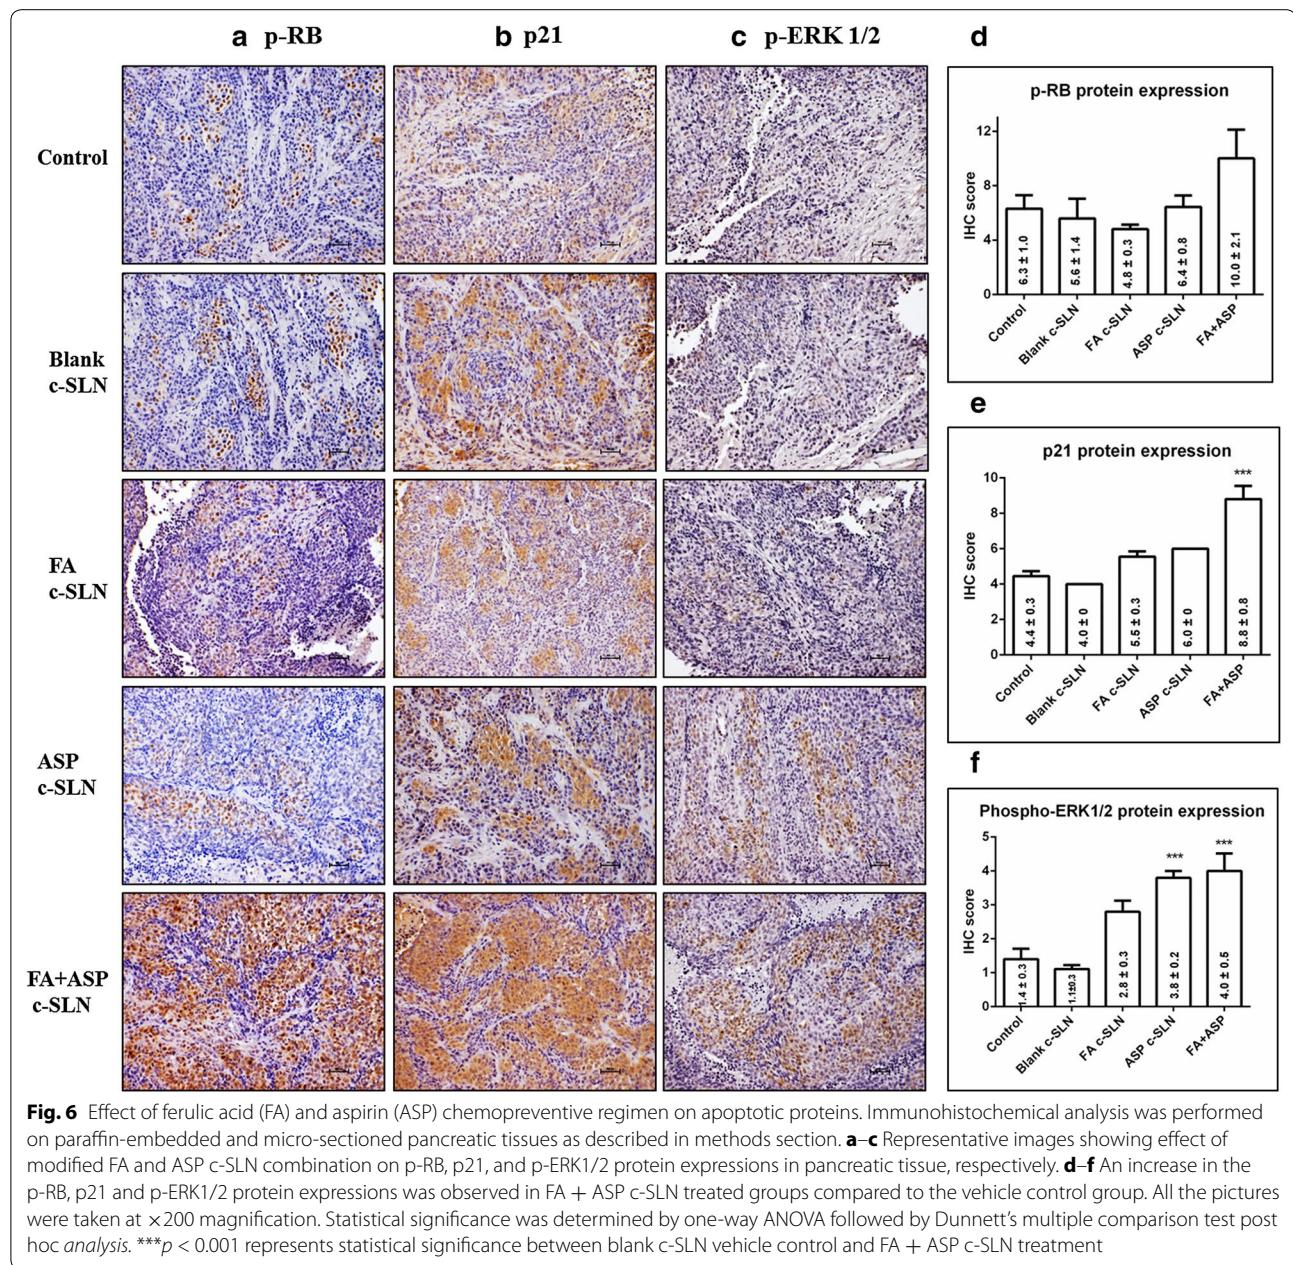 a p-RB
b p21
c p-ERK 1/2
d
Control
Blank
c-SLN
FA
c-SLN
ASP
c-SLN
FA+ASP
c-SLN
p-RB protein expression
IHC score
12
8
4
0
6.3 ± 1.0
5.6 ± 1.4
4.8 ± 0.3
6.4 ± 0.8
10.0 ± 2.1
Control
Blank c-SLN
FA c-SLN
ASP c-SLN
FA+ASP
e
p21 protein expression
IHC score
10
8
6
4
2
0
***
4.4 ± 0.3
4.0 ± 0
5.5 ± 0.3
6.0 ± 0
8.8 ± 0.8
Control
Blank c-SLN
FA c-SLN
ASP c-SLN
FA+ASP
f
Phospho-ERK1/2 protein expression
IHC score
5
4
3
2
1
0
***
***
1.4 ± 0.3
1.1±0.3
2.8 ± 0.3
3.8 ± 0.2
4.0 ± 0.5
Control
Blank c-SLN
FA c-SLN
ASP c-SLN
FA+ASP
Fig. 6 Effect of ferulic acid (FA) and aspirin (ASP) chemopreventive regimen on apoptotic proteins. Immunohistochemical analysis was performed
on paraffin-embedded and micro-sectioned pancreatic tissues as described in methods section. a–c Representative images showing effect of
modified FA and ASP c-SLN combination on p-RB, p21, and p-ERK1/2 protein expressions in pancreatic tissue, respectively. d–f An increase in the
p-RB, p21 and p-ERK1/2 protein expressions was observed in FA + ASP c-SLN treated groups compared to the vehicle control group. All the pictures
were taken at ×200 magnification. Statistical significance was determined by one-way ANOVA followed by Dunnett's multiple comparison test post
hoc analysis. ***p < 0.001 represents statistical significance between blank c-SLN vehicle control and FA + ASP c-SLN treatment